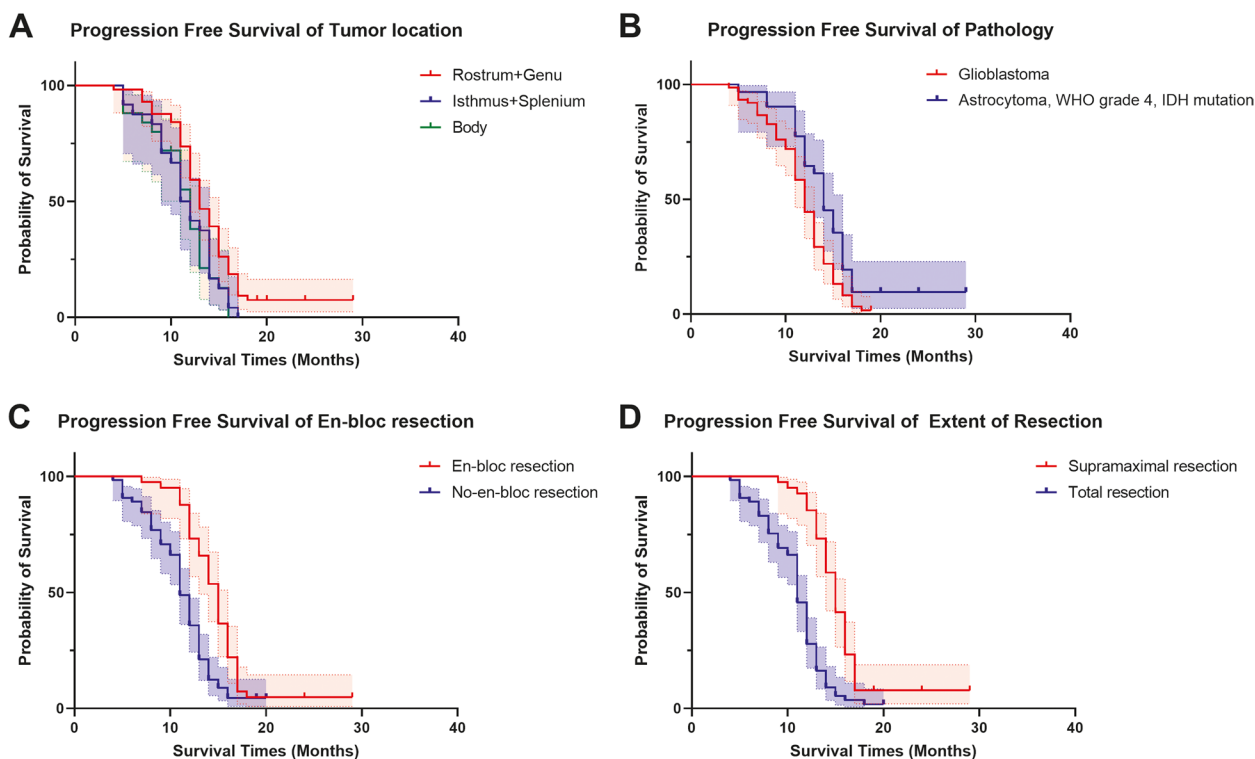 A
Progression Free Survival of Tumor location
Rostrum+Genu
Isthmus+Splenium
Body
Probability of Survival
100
50
0
0 10 20 30 40
Survival Times (Months)
B
Progression Free Survival of Pathology
Glioblastoma
Astrocytoma, WHO grade 4, IDH mutation
Probability of Survival
100
50
0
0 10 20 30 40
Survival Times (Months)
C
Progression Free Survival of En-bloc resection
En-bloc resection
No-en-bloc resection
Probability of Survival
100
50
0
0 10 20 30 40
Survival Times (Months)
D
Progression Free Survival of Extent of Resection
Supramaximal resection
Total resection
Probability of Survival
100
50
0
0 10 20 30 40
Survival Times (Months)